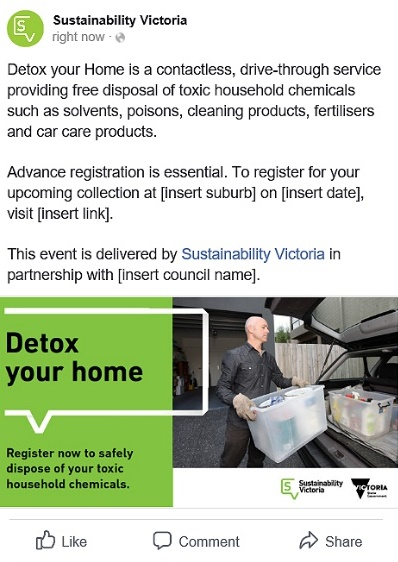 Sustainability Victoria
right now ·
Detox your Home is a contactless, drive-through service
providing free disposal of toxic household chemicals
such as solvents, poisons, cleaning products, fertilisers
and car care products.
Advance registration is essential. To register for your
upcoming collection at [insert suburb] on [insert date],
visit [insert link].
This event is delivered by Sustainability Victoria in
partnership with [insert council name].
Detox
your home
Register now to safely
dispose of your toxic
household chemicals.
Sustainability
Victoria
VICTORIA
State
Government
Like
Comment
Share